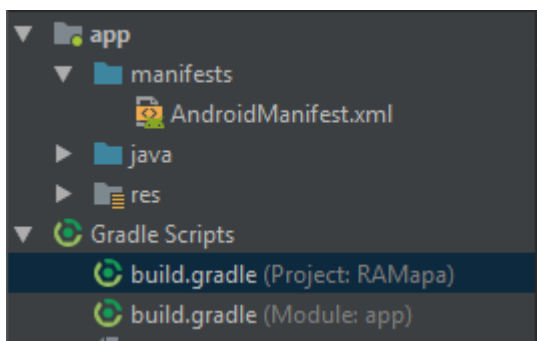 app
manifests
AndroidManifest.xml
java
res
Gradle Scripts
build.gradle (Project: RAMapa)
build.gradle (Module: app)